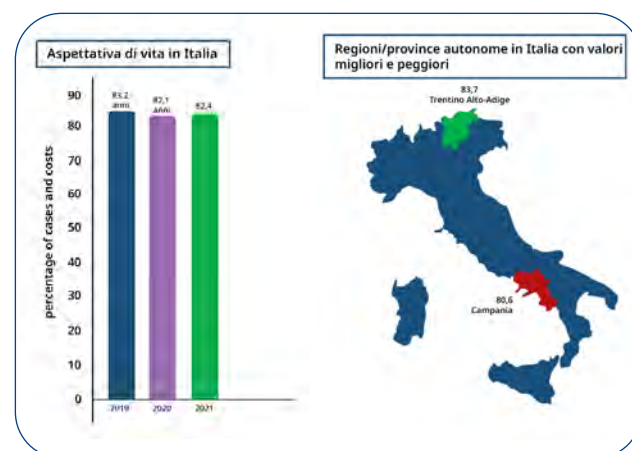 Aspettativa di vita in Italia
83,2
anni
82,1
anni
82,4
90
80
70
60
50
40
30
20
10
0
percentage of cases and costs
2019
2020
2021
Regioni/province autonome in Italia con valori
migliori e peggiori
83,7
Trentino Alto-Adige
80,6
Campania